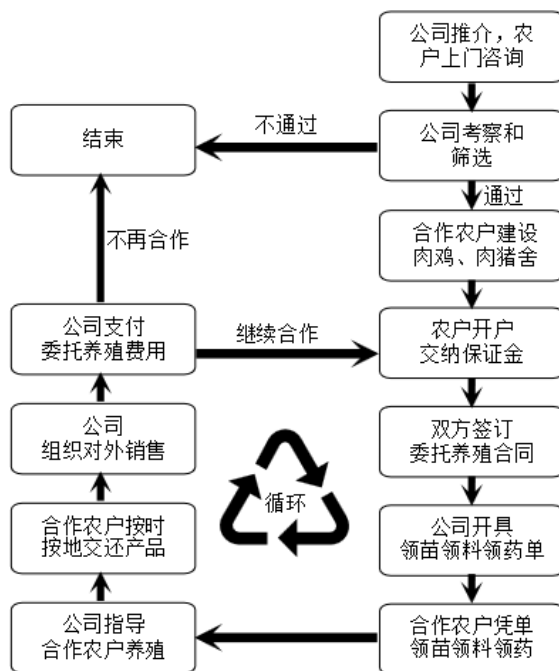 公司推介，农
户上门咨询
不通过
结束
公司考察和
筛选
通过
不再合作
合作农户建设
肉鸡、肉猪舍
公司支付
委托养殖费用
继续合作
农户开户
交纳保证金
公司
组织对外销售
双方签订
委托养殖合同
循环
合作农户按时
按地交还产品
公司开具
领苗领料领药单
公司指导
合作农户养殖
合作农户凭单
领苗领料领药